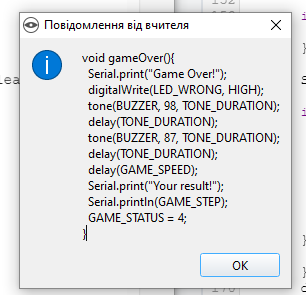 Повідомлення від вчителя
void gameOver(){
Serial.print("Game Over!");
digitalWrite(LED_WRONG, HIGH);
tone(BUZZER, 98, TONE_DURATION);
delay(TONE_DURATION);
tone(BUZZER, 87, TONE_DURATION);
delay(TONE_DURATION);
delay(GAME_SPEED);
Serial.print("Your result!");
Serial.println(GAME_STEP);
GAME_STATUS = 4;
}
OK